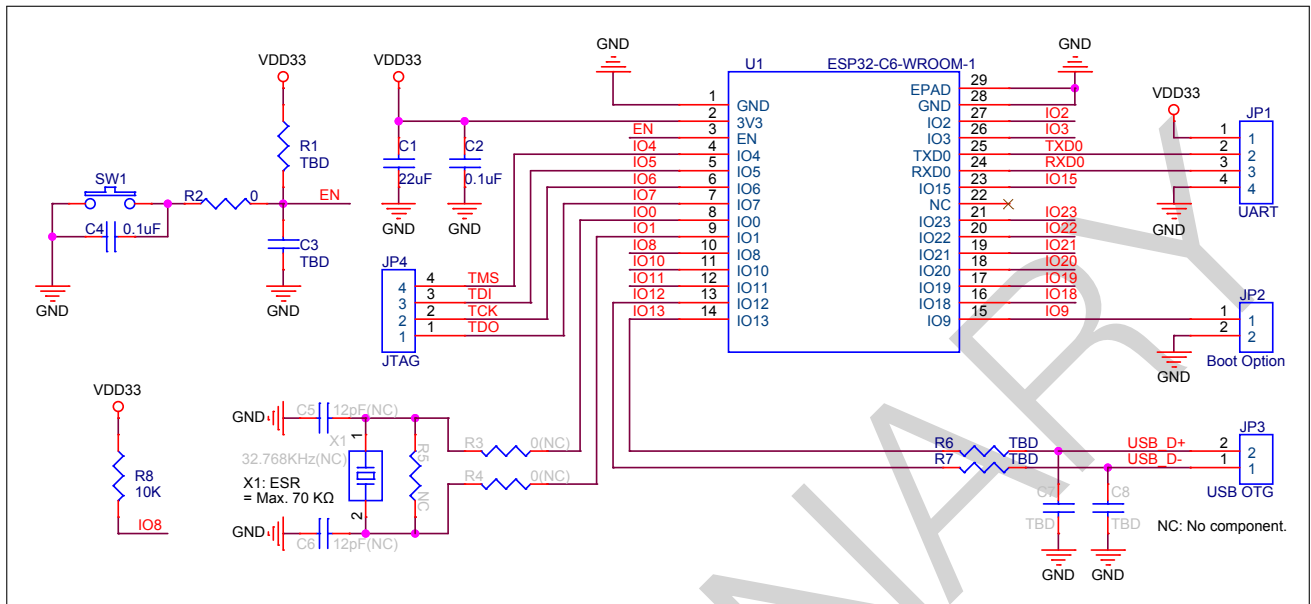 GND
GND
VDD33
VDD33
U1
ESP32-C6-WROOM-1
VDD33
JP1
1 GND
2 3V3
EN 3 EN
IO4 4 IO4
IO5 5 IO5
IO6 6 IO6
IO7 7 IO7
IO0 8 IO0
IO1 9 IO1
IO8 10 IO8
IO10 11 IO10
IO11 12 IO11
IO12 13 IO12
IO13 14 IO13
EPAD 29
GND 28
IO2 27 IO2
IO3 26 IO3
TXD0 25 TXD0
RXD0 24 RXD0
IO15 23 IO15
NC 22
IO23 21 IO23
IO22 20 IO22
IO21 19 IO21
IO20 18 IO20
IO19 17 IO19
IO18 16 IO18
IO9 15 IO9
1 1
2 2
3 3
4 4
UART
GND
R1
TBD
C1
22uF
C2
0.1uF
GND
GND
SW1
R2 0
EN
C4 0.1uF
C3
TBD
GND
GND
JP4
4 4 TMS
3 3 TDI
2 2 TCK
1 1 TDO
JTAG
JP2
1 1
2 2
GND
Boot Option
VDD33
R8
10K
IO8
GND
C5 12pF(NC)
X1
1
32.768KHz(NC)
X1: ESR
= Max. 70 KΩ
2
R5
NC
R3 0(NC)
R4 0(NC)
GND
C6 12pF(NC)
R6 TBD USB_D+
R7 TBD USB_D-
JP3
2 2
1 1
USB OTG
C7
TBD
C8
TBD
GND
GND
NC: No component.
NARY